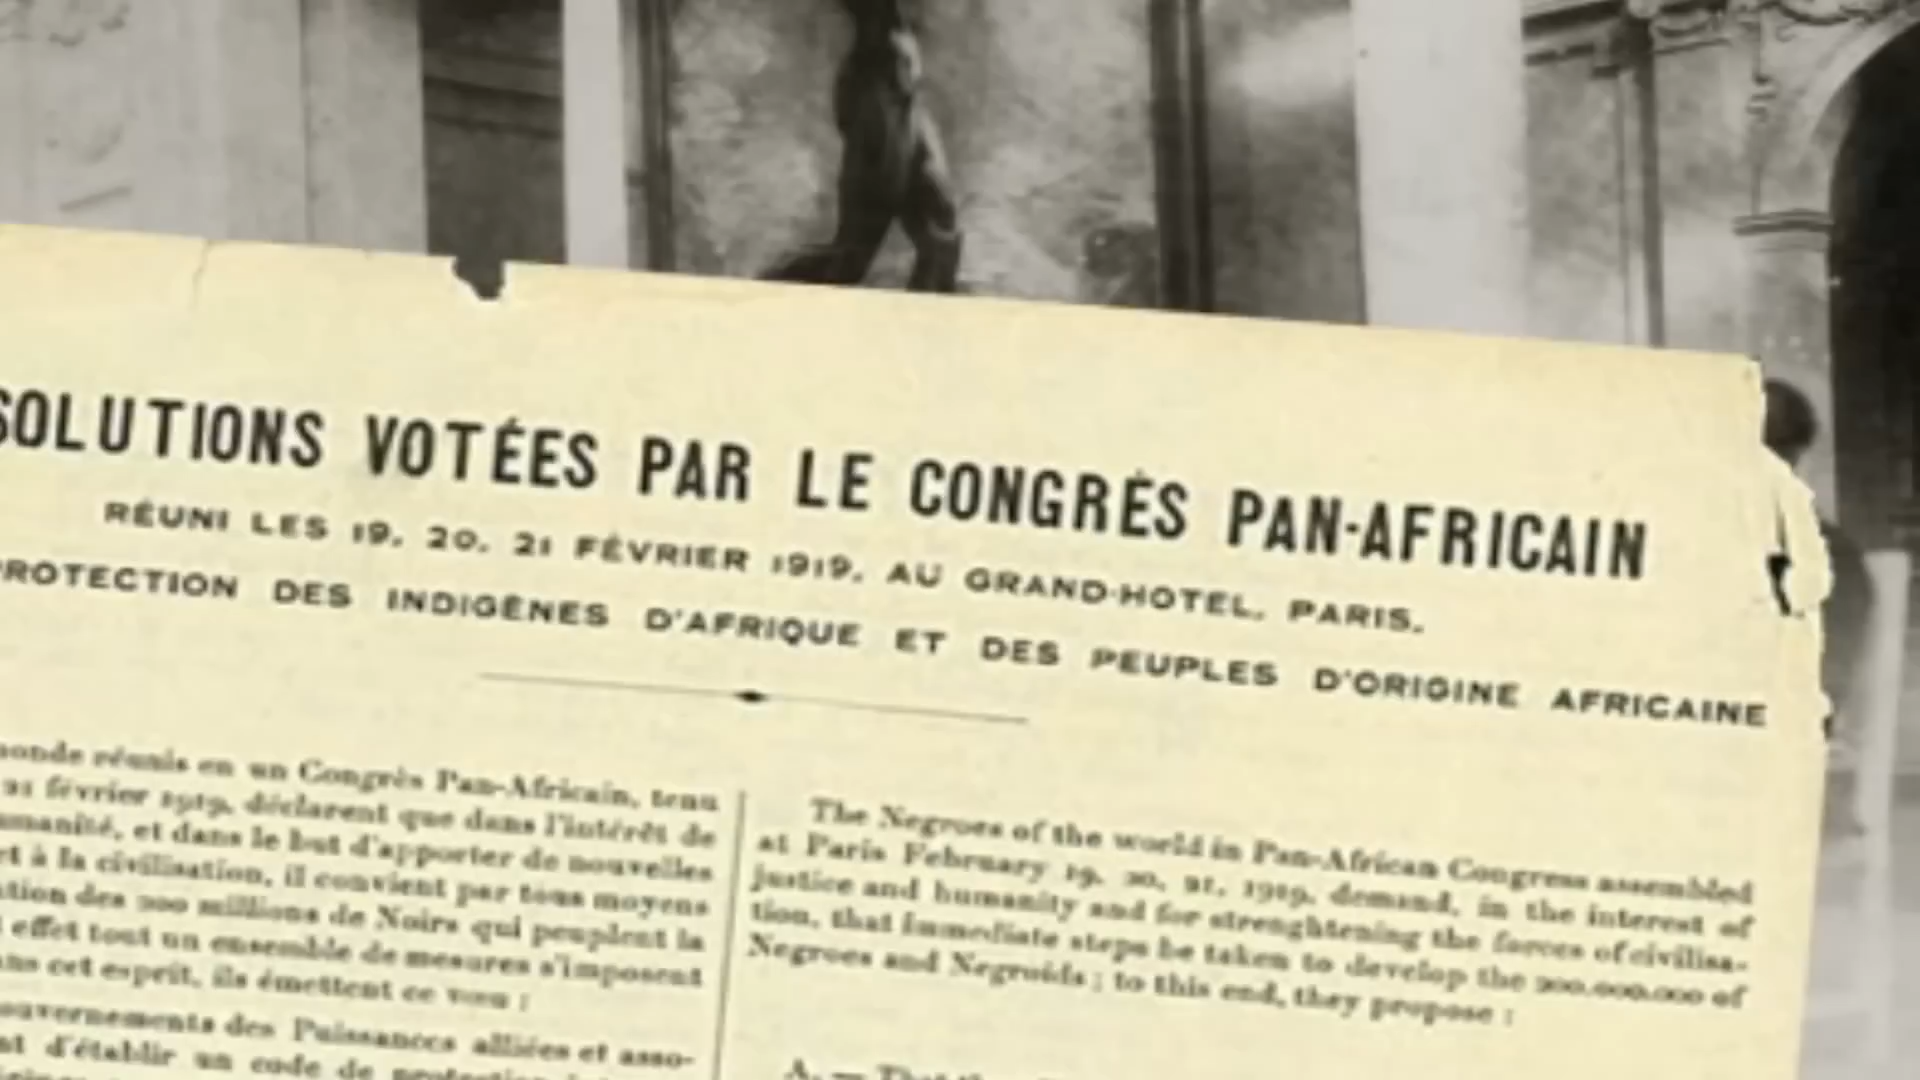 SOLUTIONS VOTÉES PAR LE CONGRÈS PAN-AFRICAIN
RÉUNI LES 19, 20, 21 FÉVRIER 1919, AU GRAND-HOTEL, PARIS.
PROTECTION DES INDIGÈNES D'AFRIQUE ET DES PEUPLES D'ORIGINE AFRICAINE
monde réunis en un Congrès Pan-Africain, tenu
21 février 1919, déclarent que dans l'intérêt de
umanité, et dans le but d'apporter de nouvelles
rt à la civilisation, il convient par tous moyens
tion des 200 millions de Noirs qui peuplent la
effet tout un ensemble de mesures s'imposent
ans cet esprit, ils émettent ce vœu :
ouvernements des Puissances alliées et asso-
nt d'établir un code de protection
The Negroes of the world in Pan-African Congress assembled
at Paris February 19, 20, 21, 1919, demand, in the interest of
justice and humanity and for strenghtening the forces of civilisa-
tion, that immediate steps be taken to develop the 200.000.000 of
Negroes and Negroids ; to this end, they propose :
A. — That